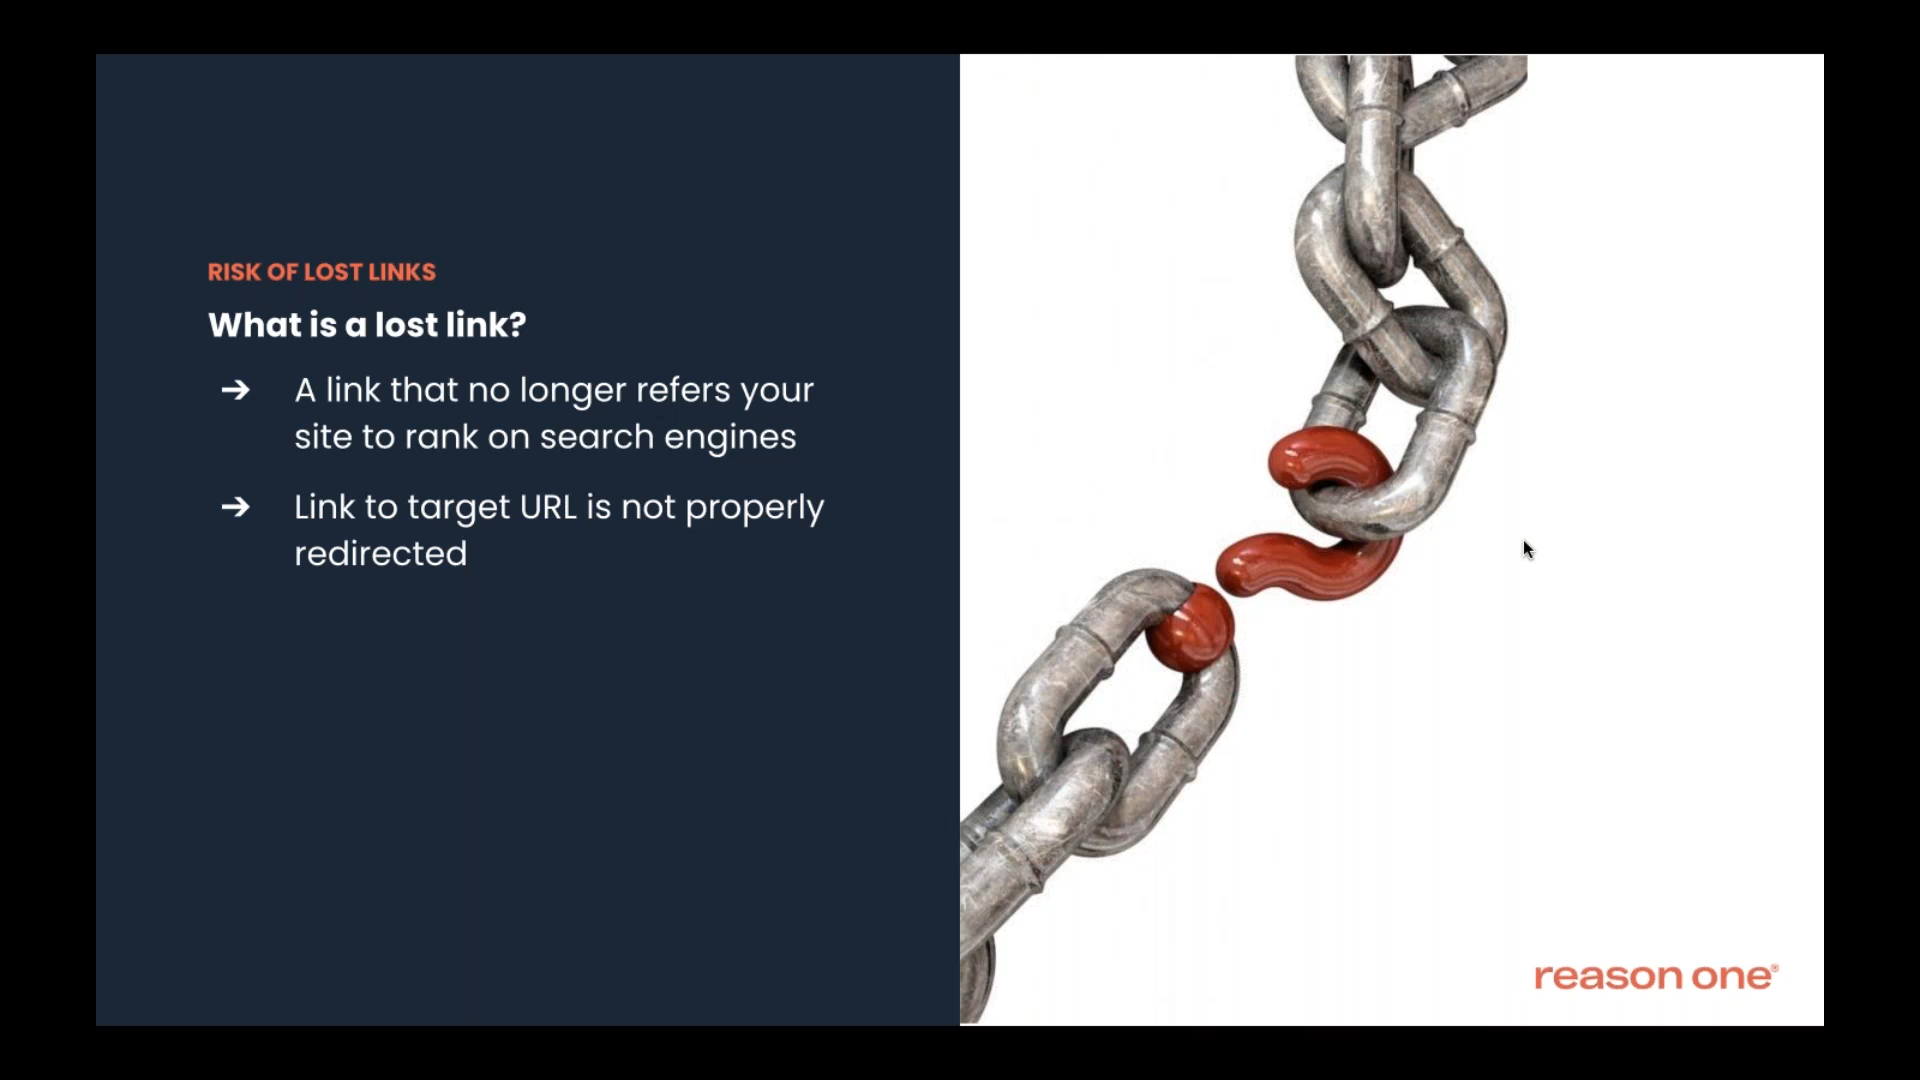 RISK OF LOST LINKS
What is a lost link?
➔ A link that no longer refers your
site to rank on search engines
➔ Link to target URL is not properly
redirected
reason one®